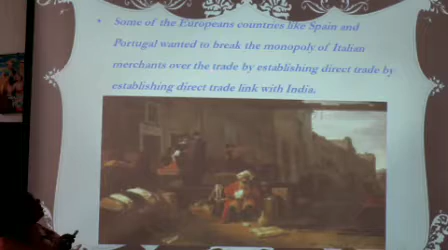 • Some of the Europeans countries like Spain and
Portugal wanted to break the monopoly of Italian
merchants over the trade by establishing direct trade by
establishing direct trade link with India.